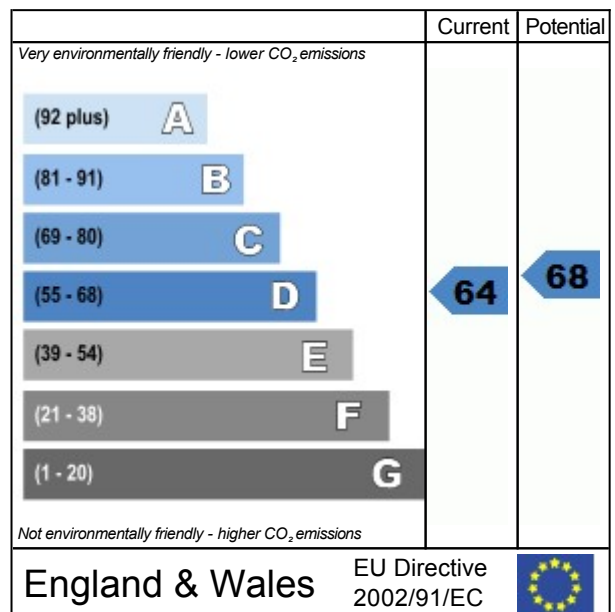 Current Potential
Very environmentally friendly - lower CO₂ emissions
(92 plus) A
(81 - 91) B
(69 - 80) C
(55 - 68) D
64
68
(39 - 54) E
(21 - 38) F
(1 - 20) G
Not environmentally friendly - higher CO₂ emissions
England & Wales
EU Directive
2002/91/EC